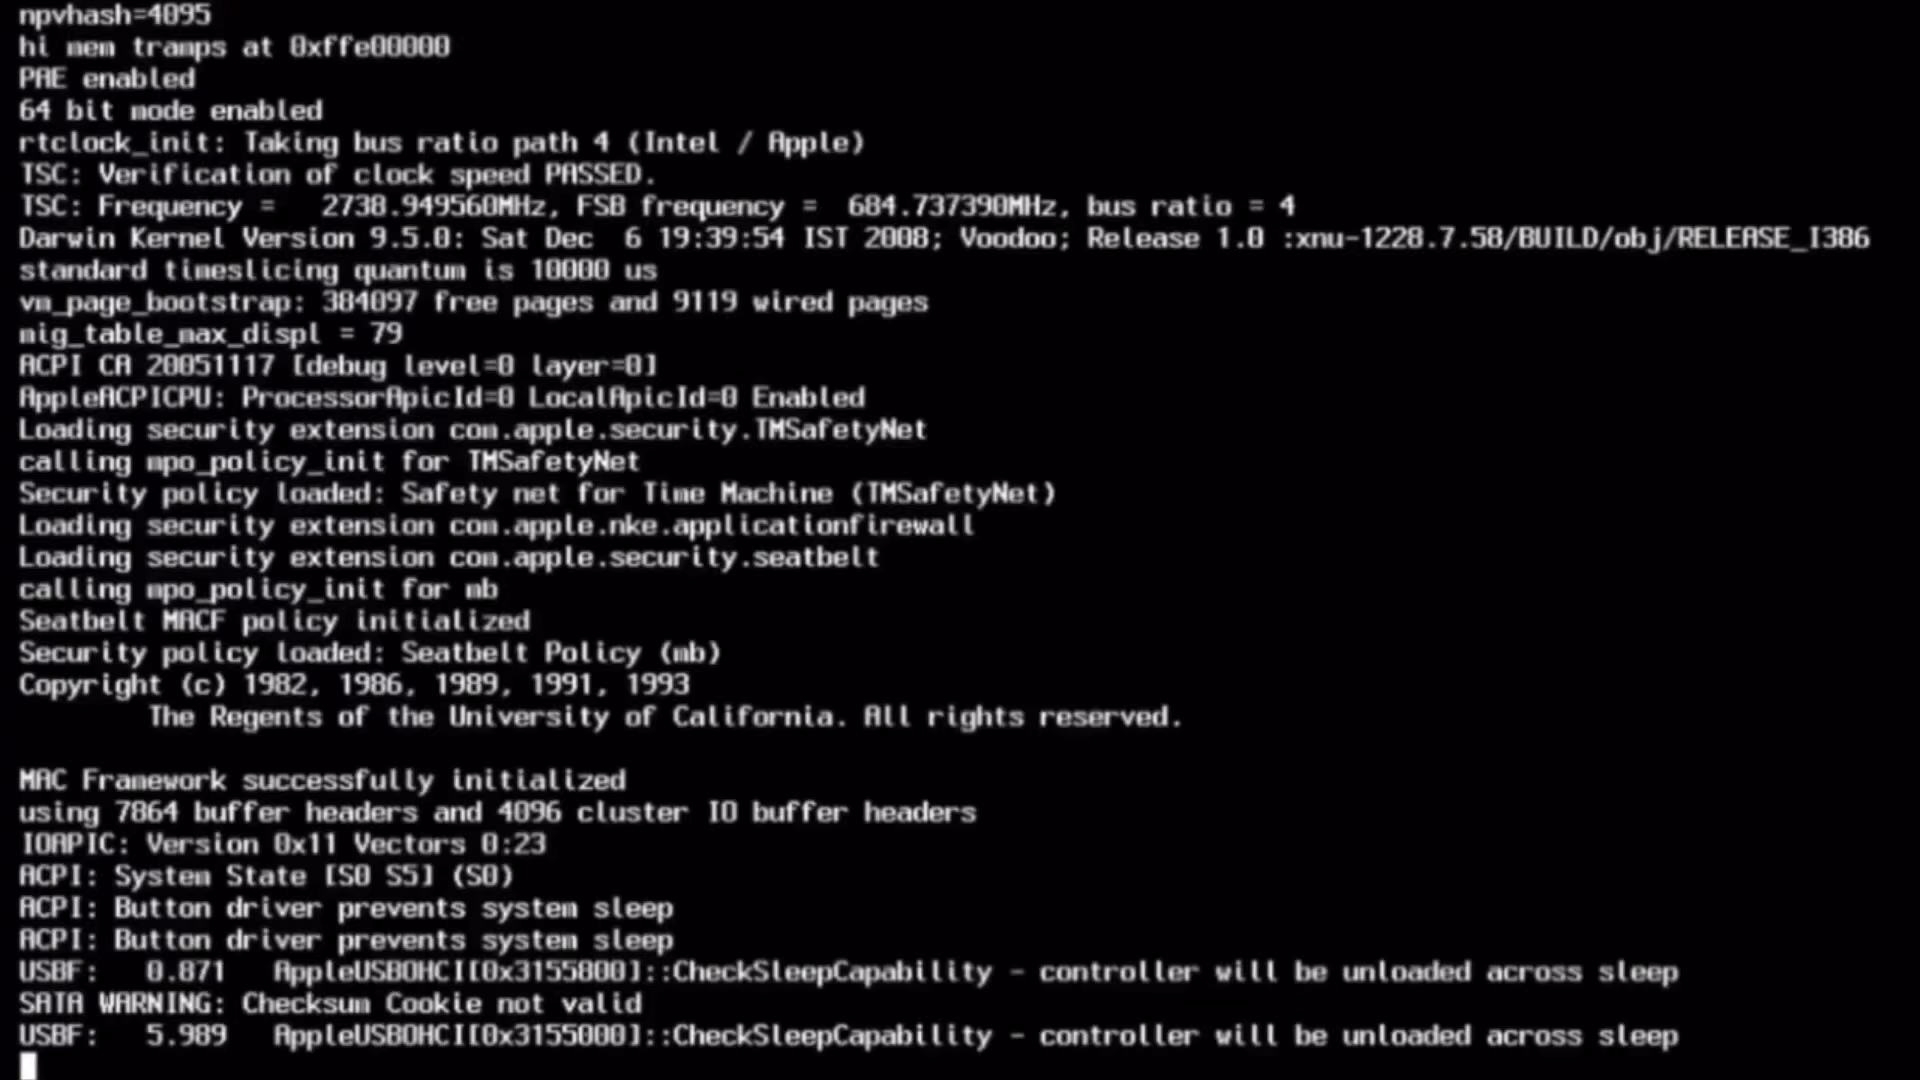 npvhash=4095
hi mem tramps at 0xffe00000
PAE enabled
64 bit mode enabled
rtclock_init: Taking bus ratio path 4 (Intel / Apple)
TSC: Verification of clock speed PASSED.
TSC: Frequency =   2738.949560MHz, FSB frequency =  684.737390MHz, bus ratio = 4
Darwin Kernel Version 9.5.0: Sat Dec  6 19:39:54 IST 2008; Voodoo; Release 1.0 :xnu-1228.7.58/BUILD/obj/RELEASE_I386
standard timeslicing quantum is 10000 us
vm_page_bootstrap: 384097 free pages and 9119 wired pages
mig_table_max_displ = 79
ACPI CA 20051117 [debug level=0 layer=0]
AppleACPICPU: ProcessorApicId=0 LocalApicId=0 Enabled
Loading security extension com.apple.security.TMSafetyNet
calling mpo_policy_init for TMSafetyNet
Security policy loaded: Safety net for Time Machine (TMSafetyNet)
Loading security extension com.apple.nke.applicationfirewall
Loading security extension com.apple.security.seatbelt
calling mpo_policy_init for mb
Seatbelt MACF policy initialized
Security policy loaded: Seatbelt Policy (mb)
Copyright (c) 1982, 1986, 1989, 1991, 1993
        The Regents of the University of California. All rights reserved.

MAC Framework successfully initialized
using 7864 buffer headers and 4096 cluster IO buffer headers
IOAPIC: Version 0x11 Vectors 0:23
ACPI: System State [S0 S5] (S0)
ACPI: Button driver prevents system sleep
ACPI: Button driver prevents system sleep
USBF:   0.871   AppleUSBOHCI[0x3155800]::CheckSleepCapability - controller will be unloaded across sleep
SATA WARNING: Checksum Cookie not valid
USBF:   5.989   AppleUSBOHCI[0x3155000]::CheckSleepCapability - controller will be unloaded across sleep